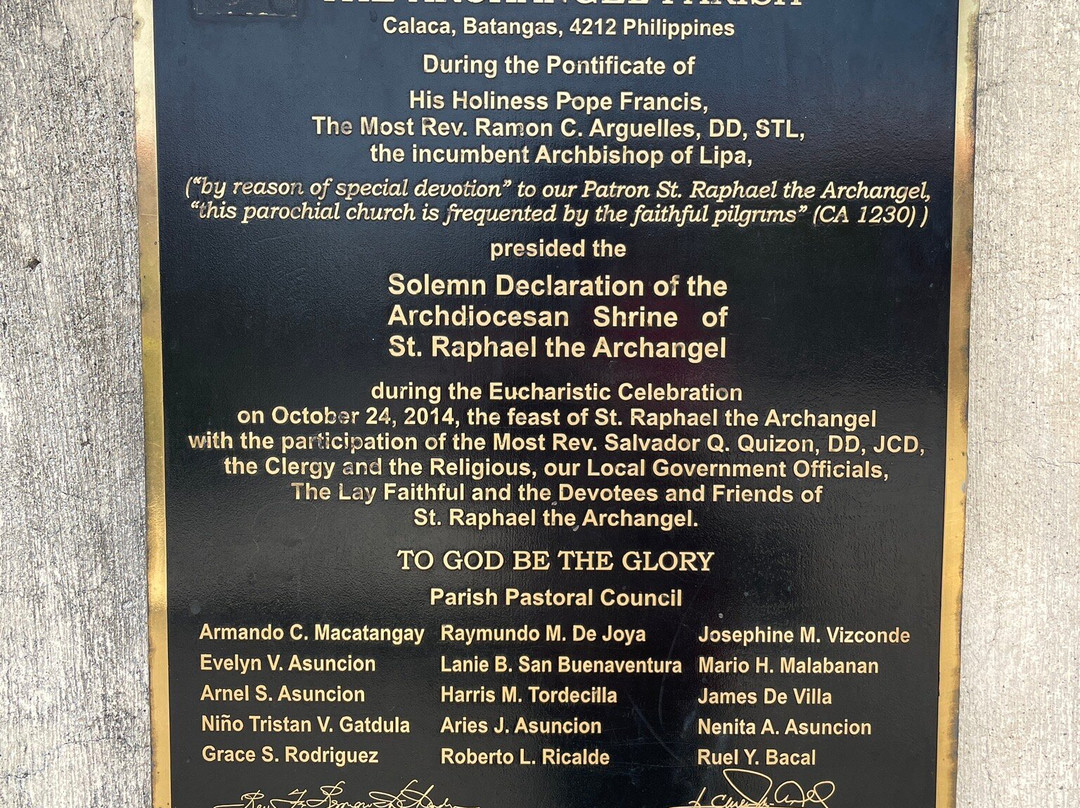 THE ARCHANGEL PARISH
Calaca, Batangas, 4212 Philippines
During the Pontificate of
His Holiness Pope Francis,
The Most Rev. Ramon C. Arguelles, DD, STL,
the incumbent Archbishop of Lipa,
("by reason of special devotion" to our Patron St. Raphael the Archangel,
"this parochial church is frequented by the faithful pilgrims" (CA 1230) )
presided the
Solemn Declaration of the
Archdiocesan Shrine of
St. Raphael the Archangel
during the Eucharistic Celebration
on October 24, 2014, the feast of St. Raphael the Archangel
with the participation of the Most Rev. Salvador Q. Quizon, DD, JCD,
the Clergy and the Religious, our Local Government Officials,
The Lay Faithful and the Devotees and Friends of
St. Raphael the Archangel.
TO GOD BE THE GLORY
Parish Pastoral Council
Armando C. Macatangay Raymundo M. De Joya Josephine M. Vizconde
Evelyn V. Asuncion Lanie B. San Buenaventura Mario H. Malabanan
Arnel S. Asuncion Harris M. Tordecilla James De Villa
Niño Tristan V. Gatdula Aries J. Asuncion Nenita A. Asuncion
Grace S. Rodriguez Roberto L. Ricalde Ruel Y. Bacal